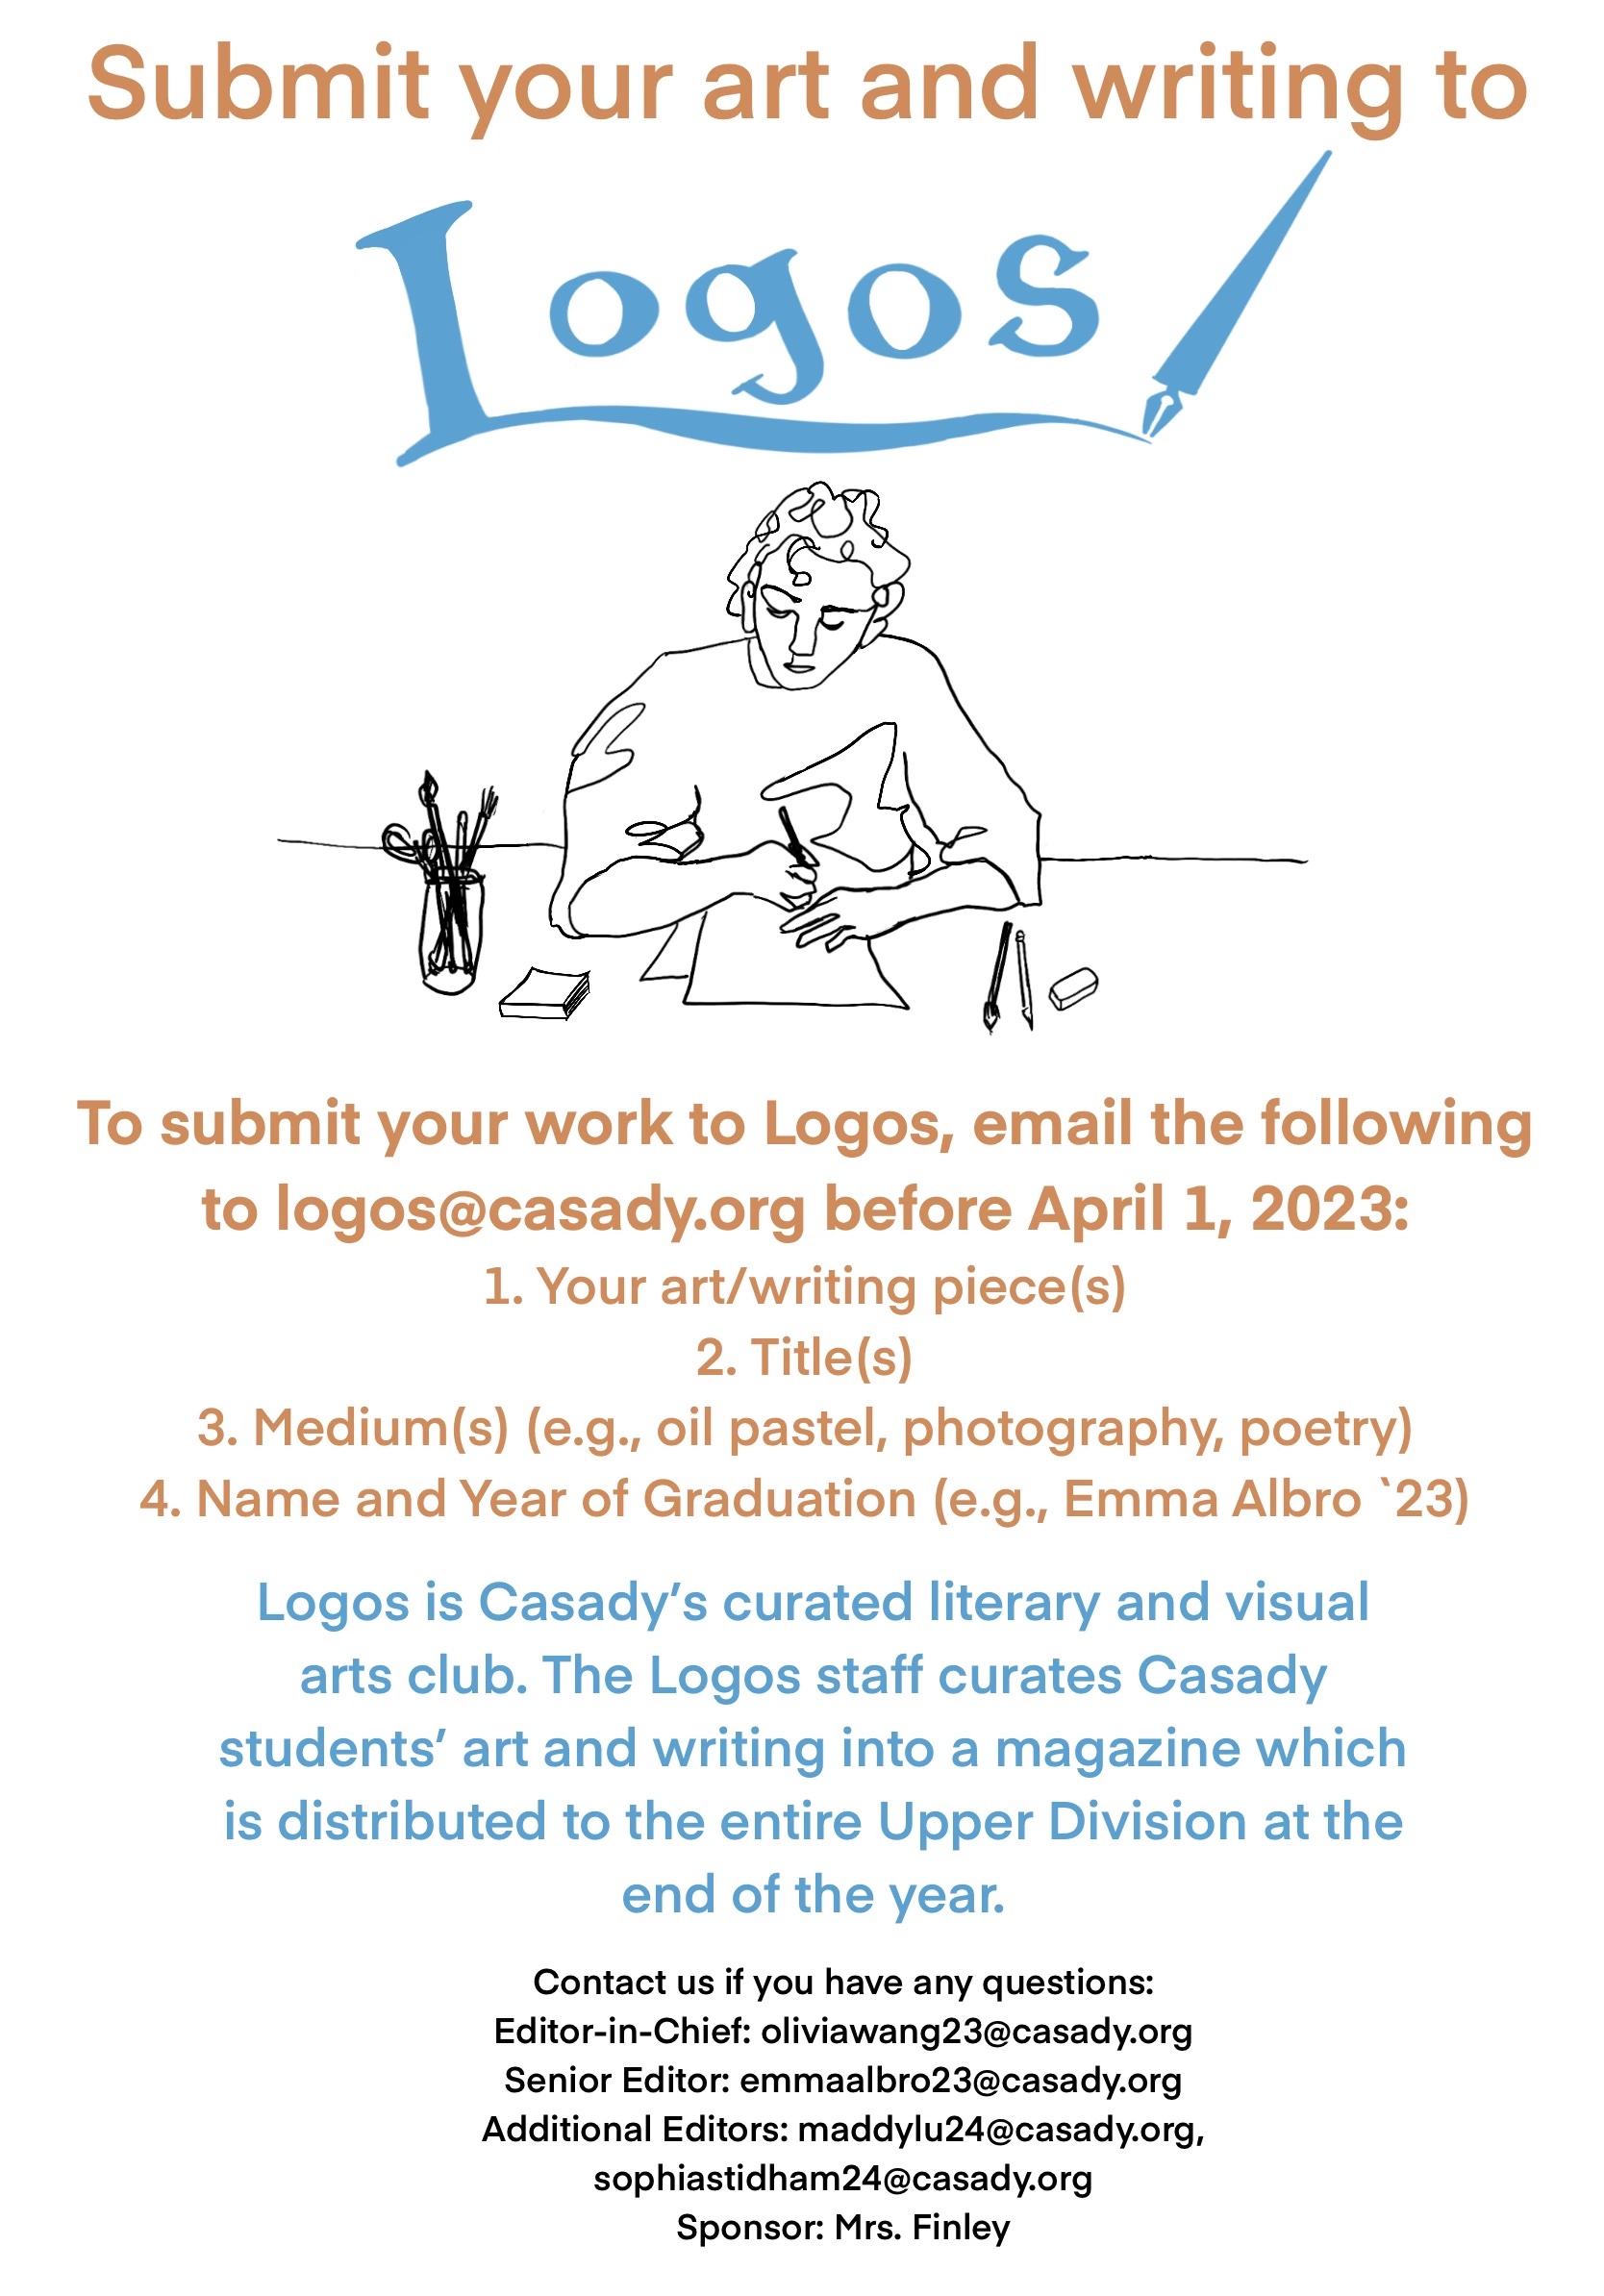 Submit your art and writing to
Logos
To submit your work to Logos, email the following
to logos@casady.org before April 1, 2023:
1. Your art/writing piece(s)
2. Title(s)
3. Medium(s) (e.g., oil pastel, photography, poetry)
4. Name and Year of Graduation (e.g., Emma Albro `23)
Logos is Casady’s curated literary and visual
arts club. The Logos staff curates Casady
students’ art and writing into a magazine which
is distributed to the entire Upper Division at the
end of the year.
Contact us if you have any questions:
Editor-in-Chief: oliviawang23@casady.org
Senior Editor: emmaalbro23@casady.org
Additional Editors: maddylu24@casady.org,
sophiastidham24@casady.org
Sponsor: Mrs. Finley